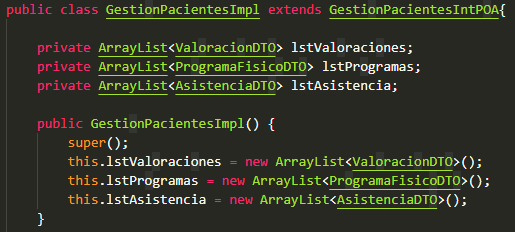 public class GestionPacientesImpl extends GestionPacientesIntPOA{
private ArrayList<ValoracionDTO> lstValoraciones;
private ArrayList<ProgramaFisicoDTO> lstProgramas;
private ArrayList<AsistenciaDTO> lstAsistencia;
public GestionPacientesImpl() {
super();
this.lstValoraciones = new ArrayList<ValoracionDTO>();
this.lstProgramas = new ArrayList<ProgramaFisicoDTO>();
this.lstAsistencia = new ArrayList<AsistenciaDTO>();
}